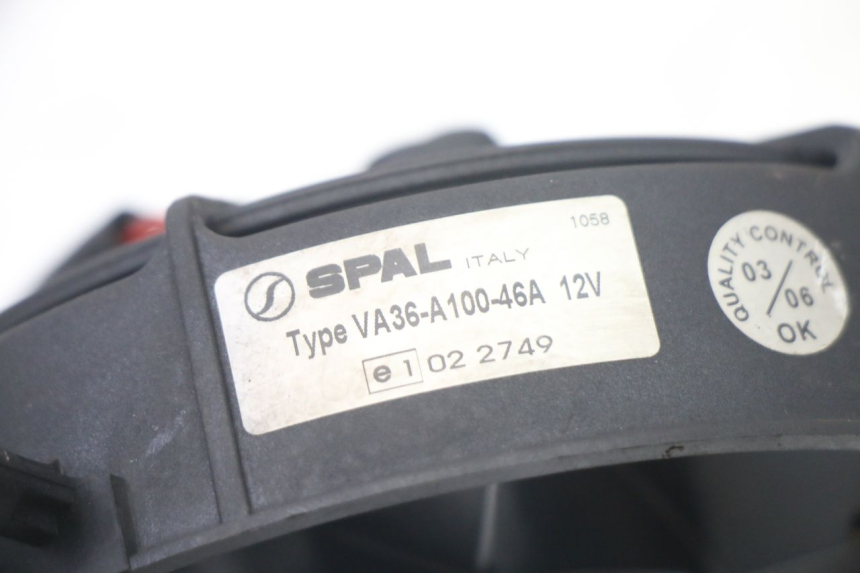 1058
SPAL ITALY
Type VA36-A100-46A 12V
e1 02 2749
QUALITY CONTROL
03/06
OK